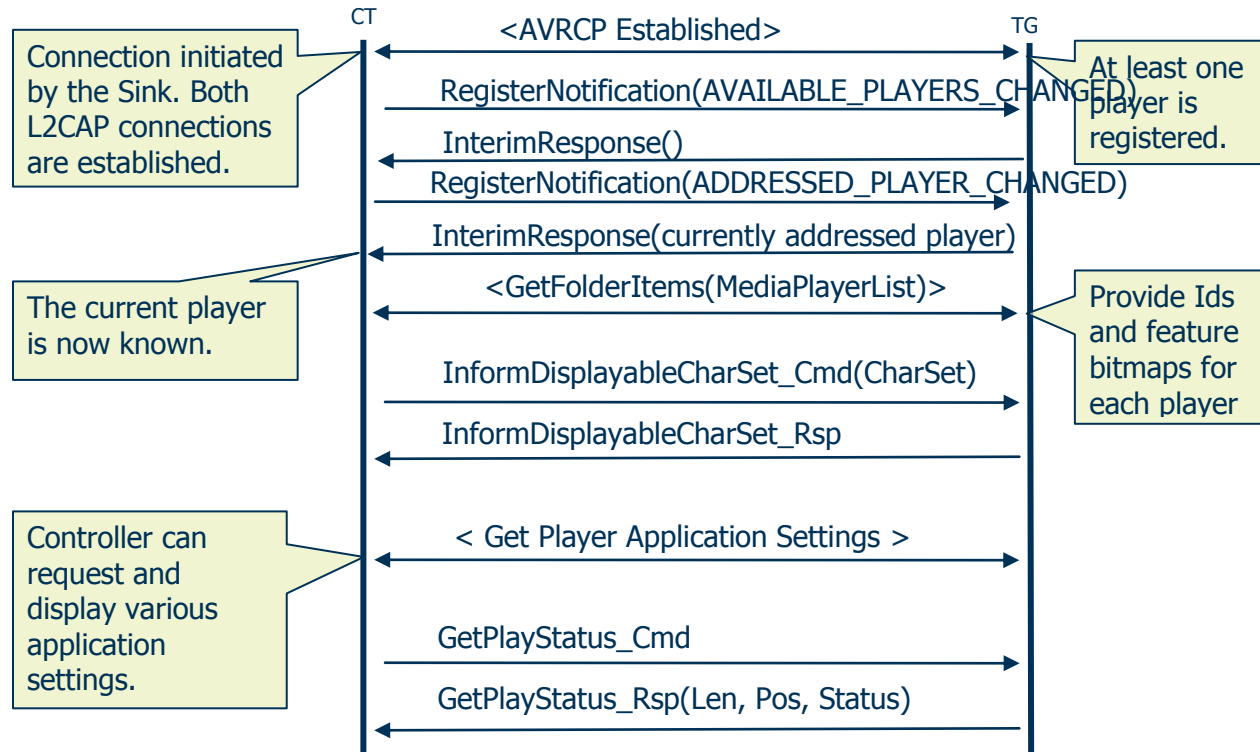 CT
TG
<AVRCP Established>
Connection initiated
by the Sink. Both
L2CAP connections
are established.
At least one
player is
registered.
RegisterNotification(AVAILABLE_PLAYERS_CHANGED)
InterimResponse()
RegisterNotification(ADDRESSED_PLAYER_CHANGED)
InterimResponse(currently addressed player)
The current player
is now known.
<GetFolderItems(MediaPlayerList)>
Provide Ids
and feature
bitmaps for
each player
InformDisplayableCharSet_Cmd(CharSet)
InformDisplayableCharSet_Rsp
Controller can
request and
display various
application
settings.
< Get Player Application Settings >
GetPlayStatus_Cmd
GetPlayStatus_Rsp(Len, Pos, Status)